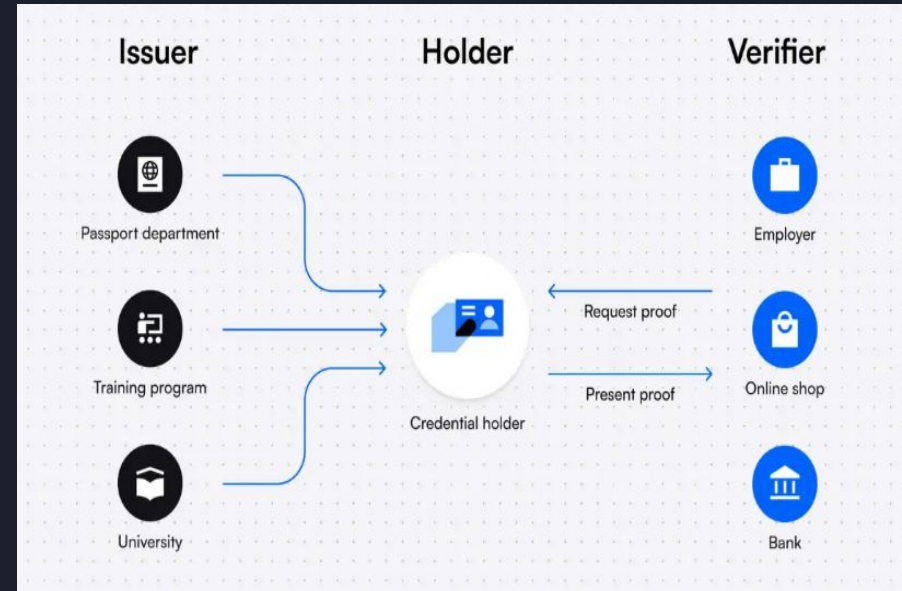 Issuer
Holder
Verifier
Passport department
Employer
Request proof
Training program
Present proof
Online shop
Credential holder
University
Bank